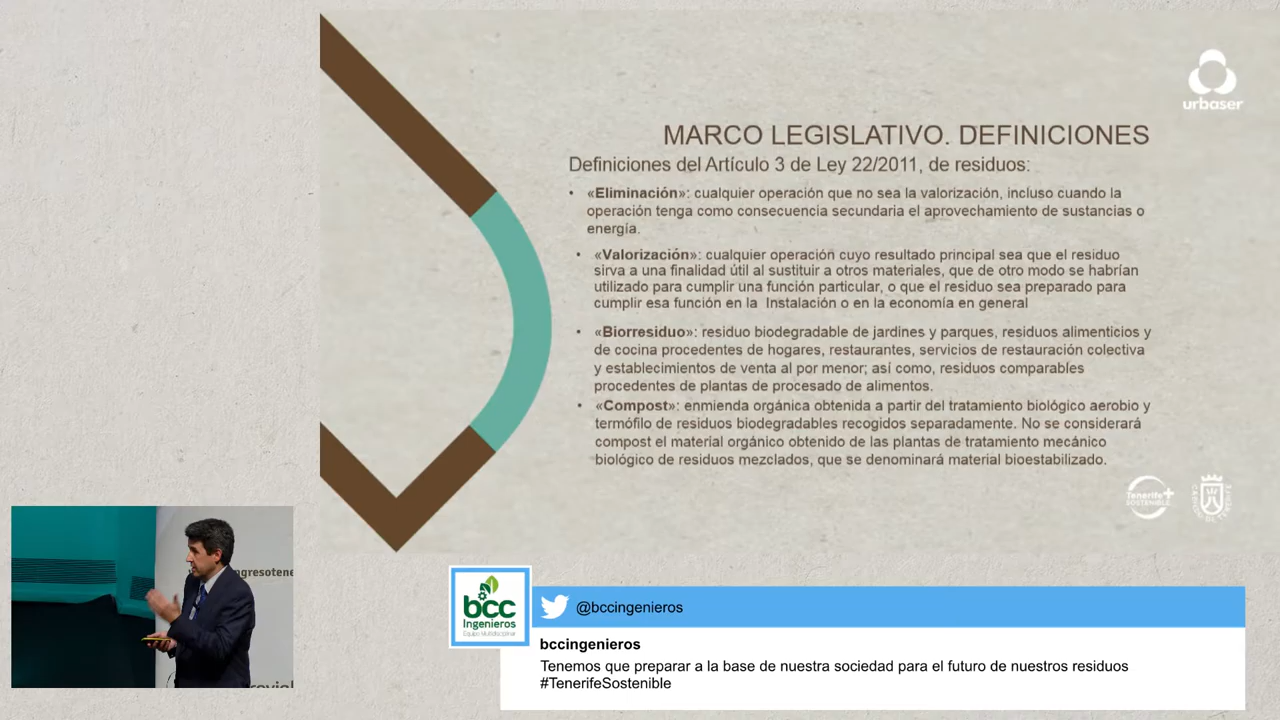 urbaser
MARCO LEGISLATIVO. DEFINICIONES
Definiciones del Artículo 3 de Ley 22/2011, de residuos:
• «Eliminación»: cualquier operación que no sea la valorización, incluso cuando la
operación tenga como consecuencia secundaria el aprovechamiento de sustancias o
energía.
• «Valorización»: cualquier operación cuyo resultado principal sea que el residuo
sirva a una finalidad útil al sustituir a otros materiales, que de otro modo se habrían
utilizado para cumplir una función particular, o que el residuo sea preparado para
cumplir esa función en la Instalación o en la economía en general
• «Biorresiduo»: residuo biodegradable de jardines y parques, residuos alimenticios y
de cocina procedentes de hogares, restaurantes, servicios de restauración colectiva
y establecimientos de venta al por menor; así como, residuos comparables
procedentes de plantas de procesado de alimentos.
• «Compost»: enmienda orgánica obtenida a partir del tratamiento biológico aerobio y
termófilo de residuos biodegradables recogidos separadamente. No se considerará
compost el material orgánico obtenido de las plantas de tratamiento mecánico
biológico de residuos mezclados, que se denominará material bioestabilizado.
Tenerife+
SOSTENIBLE
CABILDO DE TENERIFE
ngresotene
bcc
Ingenieros
Equipo Multidisciplinar
@bccingenieros
bccingenieros
Tenemos que preparar a la base de nuestra sociedad para el futuro de nuestros residuos
#TenerifeSostenible